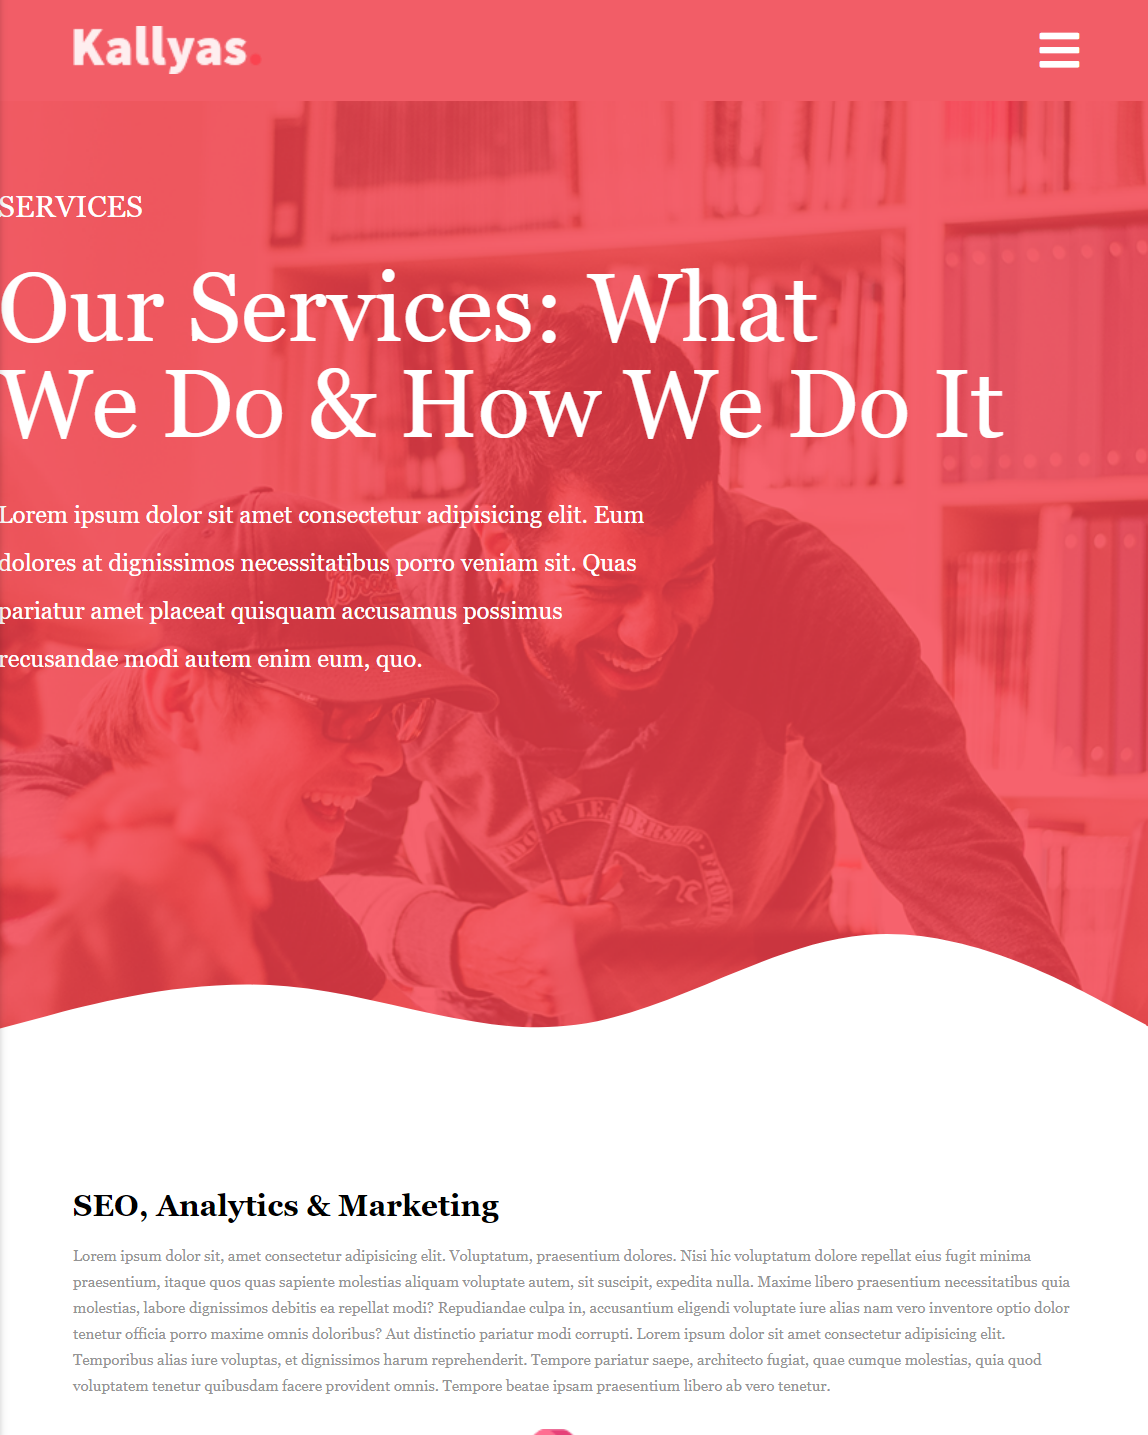 Kallyas.
SERVICES
Our Services: What
We Do & How We Do It
Lorem ipsum dolor sit amet consectetur adipisicing elit. Eum
dolores at dignissimos necessitatibus porro veniam sit. Quas
pariatur amet placeat quisquam accusamus possimus
recusandae modi autem enim eum, quo.
SEO, Analytics & Marketing
Lorem ipsum dolor sit, amet consectetur adipisicing elit. Voluptatum, praesentium dolores. Nisi hic voluptatum dolore repellat eius fugit minima
praesentium, itaque quos quas sapiente molestias aliquam voluptate autem, sit suscipit, expedita nulla. Maxime libero praesentium necessitatibus quia
molestias, labore dignissimos debitis ea repellat modi? Repudiandae culpa in, accusantium eligendi voluptate iure alias nam vero inventore optio dolor
tenetur officia porro maxime omnis doloribus? Aut distinctio pariatur modi corrupti. Lorem ipsum dolor sit amet consectetur adipisicing elit.
Temporibus alias iure voluptas, et dignissimos harum reprehenderit. Tempore pariatur saepe, architecto fugiat, quae cumque molestias, quia quod
voluptatem tenetur quibusdam facere provident omnis. Tempore beatae ipsam praesentium libero ab vero tenetur.